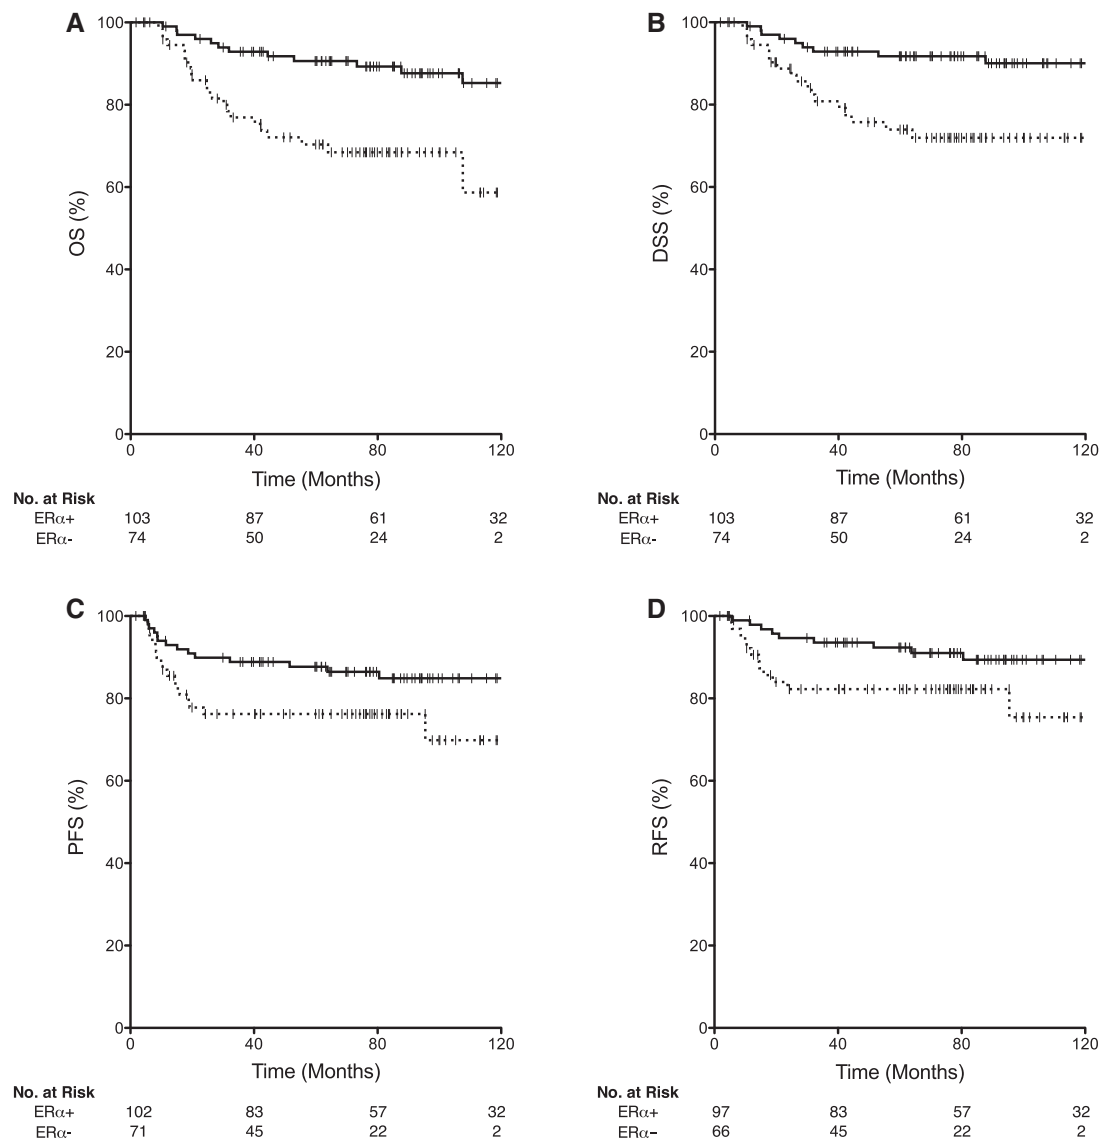 A
100
80
60
40
20
0
OS (%)
0 40 80 120
Time (Months)
No. at Risk
ERα+ 103 87 61 32
ERα- 74 50 24 2
B
100
80
60
40
20
0
DSS (%)
0 40 80 120
Time (Months)
No. at Risk
ERα+ 103 87 61 32
ERα- 74 50 24 2
C
100
80
60
40
20
0
PFS (%)
0 40 80 120
Time (Months)
No. at Risk
ERα+ 102 83 57 32
ERα- 71 45 22 2
D
100
80
60
40
20
0
RFS (%)
0 40 80 120
Time (Months)
No. at Risk
ERα+ 97 83 57 32
ERα− 66 45 22 2